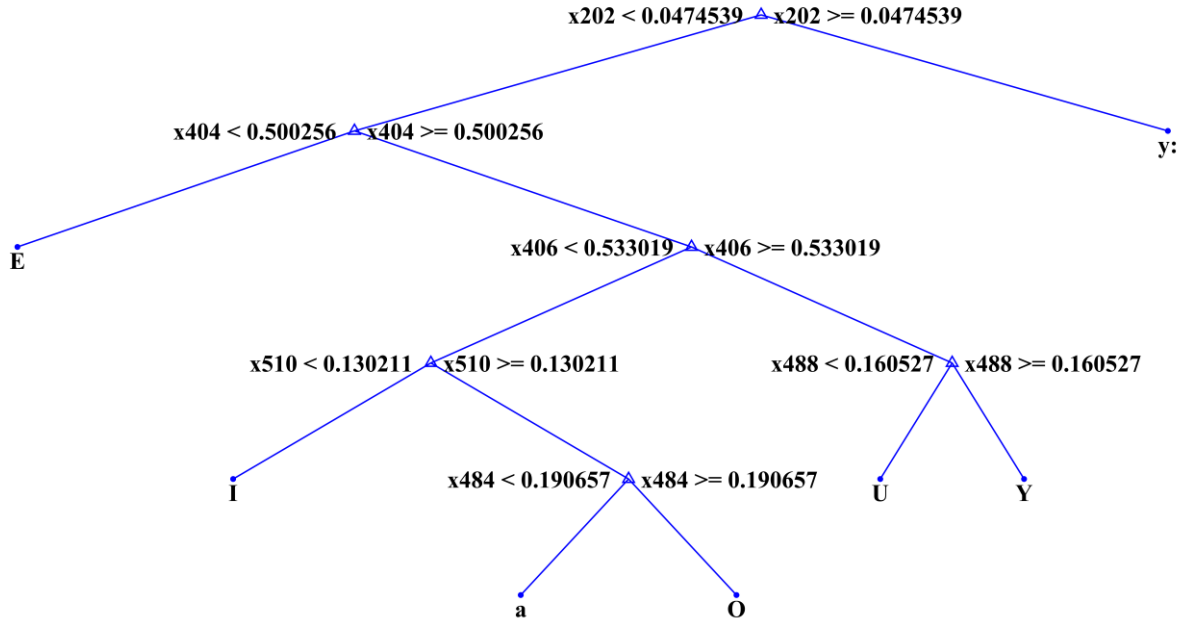 x202 < 0.0474539 x202 >= 0.0474539
x404 < 0.500256 x404 >= 0.500256
y:
E
x406 < 0.533019 x406 >= 0.533019
x510 < 0.130211 x510 >= 0.130211
x488 < 0.160527 x488 >= 0.160527
I
x484 < 0.190657 x484 >= 0.190657
U
Y
a
O